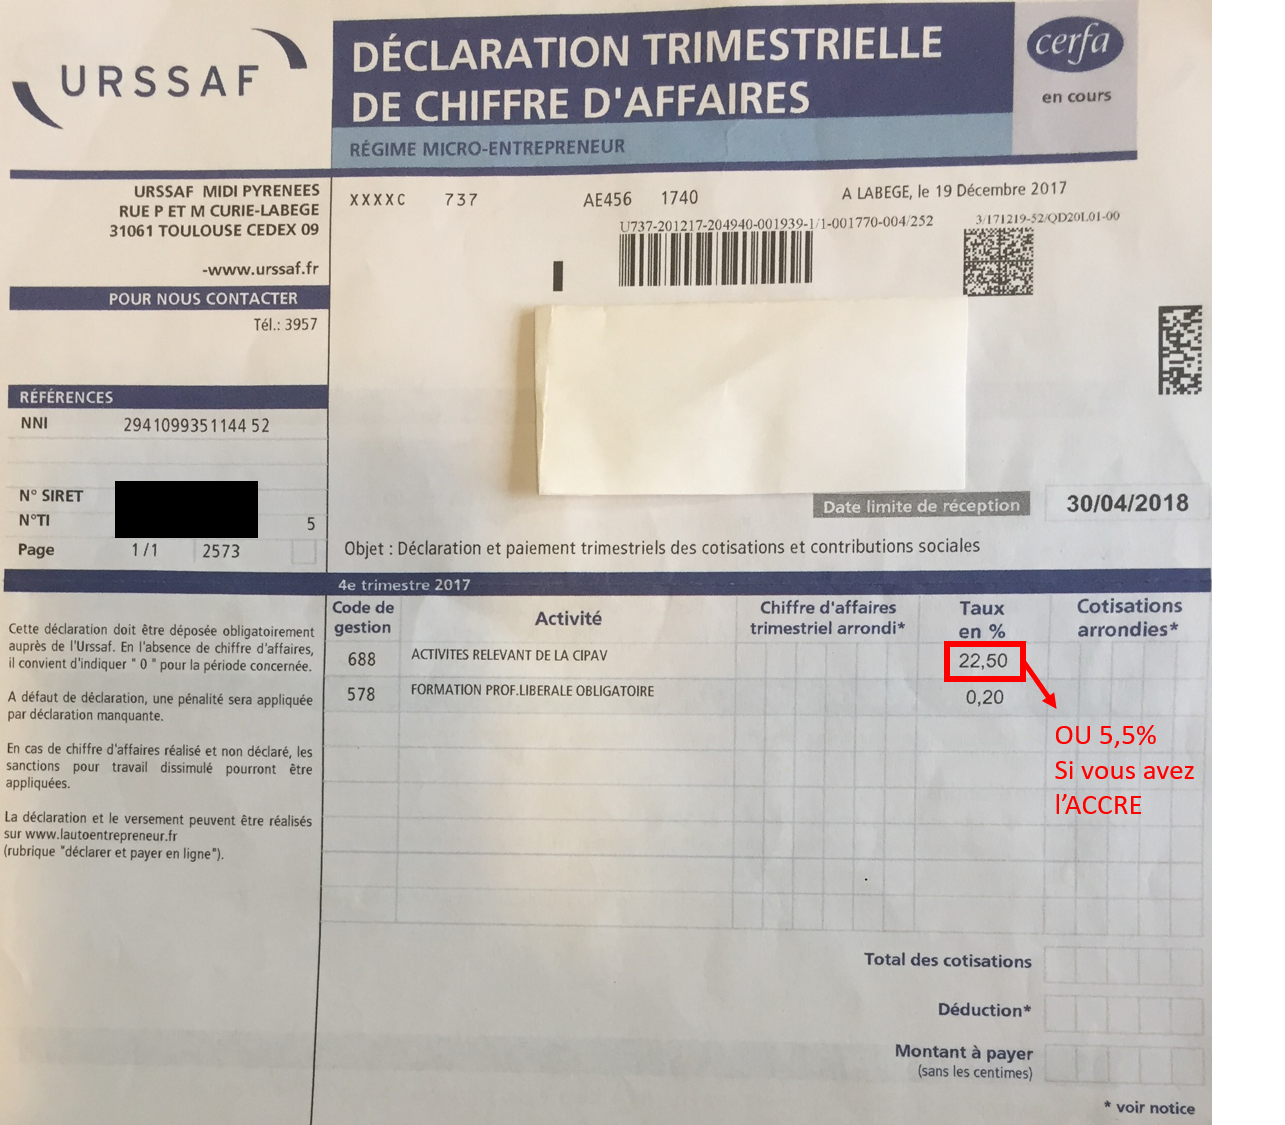 URSSAF
DÉCLARATION TRIMESTRIELLE
DE CHIFFRE D'AFFAIRES
RÉGIME MICRO-ENTREPRENEUR
cerfa
en cours
URSSAF MIDI PYRENEES
RUE P ET M CURIE-LABEGE
31061 TOULOUSE CEDEX 09
-www.urssaf.fr
POUR NOUS CONTACTER
Tél.: 3957
XXXXC 737 AE456 1740
A LABEGE, le 19 Décembre 2017
U737-201217-204940-001939-1/1-001770-004/252
3/171219-52/QD20L01-00
RÉFÉRENCES
NNI 2941099351144 52
N° SIRET
N°TI 5
Page 1/1 2573
Date limite de réception 30/04/2018
Objet : Déclaration et paiement trimestriels des cotisations et contributions sociales
4e trimestre 2017
Cette déclaration doit être déposée obligatoirement
auprès de l'Urssaf. En l'absence de chiffre d'affaires,
il convient d'indiquer " 0 " pour la période concernée.
A défaut de déclaration, une pénalité sera appliquée
par déclaration manquante.
En cas de chiffre d'affaires réalisé et non déclaré, les
sanctions pour travail dissimulé pourront être
appliquées.
La déclaration et le versement peuvent être réalisés
sur www.lautoentrepreneur.fr
(rubrique "déclarer et payer en ligne").
Code de
gestion
Activité
Chiffre d'affaires
trimestriel arrondi*
Taux
en %
Cotisations
arrondies*
688 ACTIVITES RELEVANT DE LA CIPAV 22,50
578 FORMATION PROF.LIBERALE OBLIGATOIRE 0,20
OU 5,5%
Si vous avez
l'ACCRE
Total des cotisations
Déduction*
Montant à payer
(sans les centimes)
* voir notice